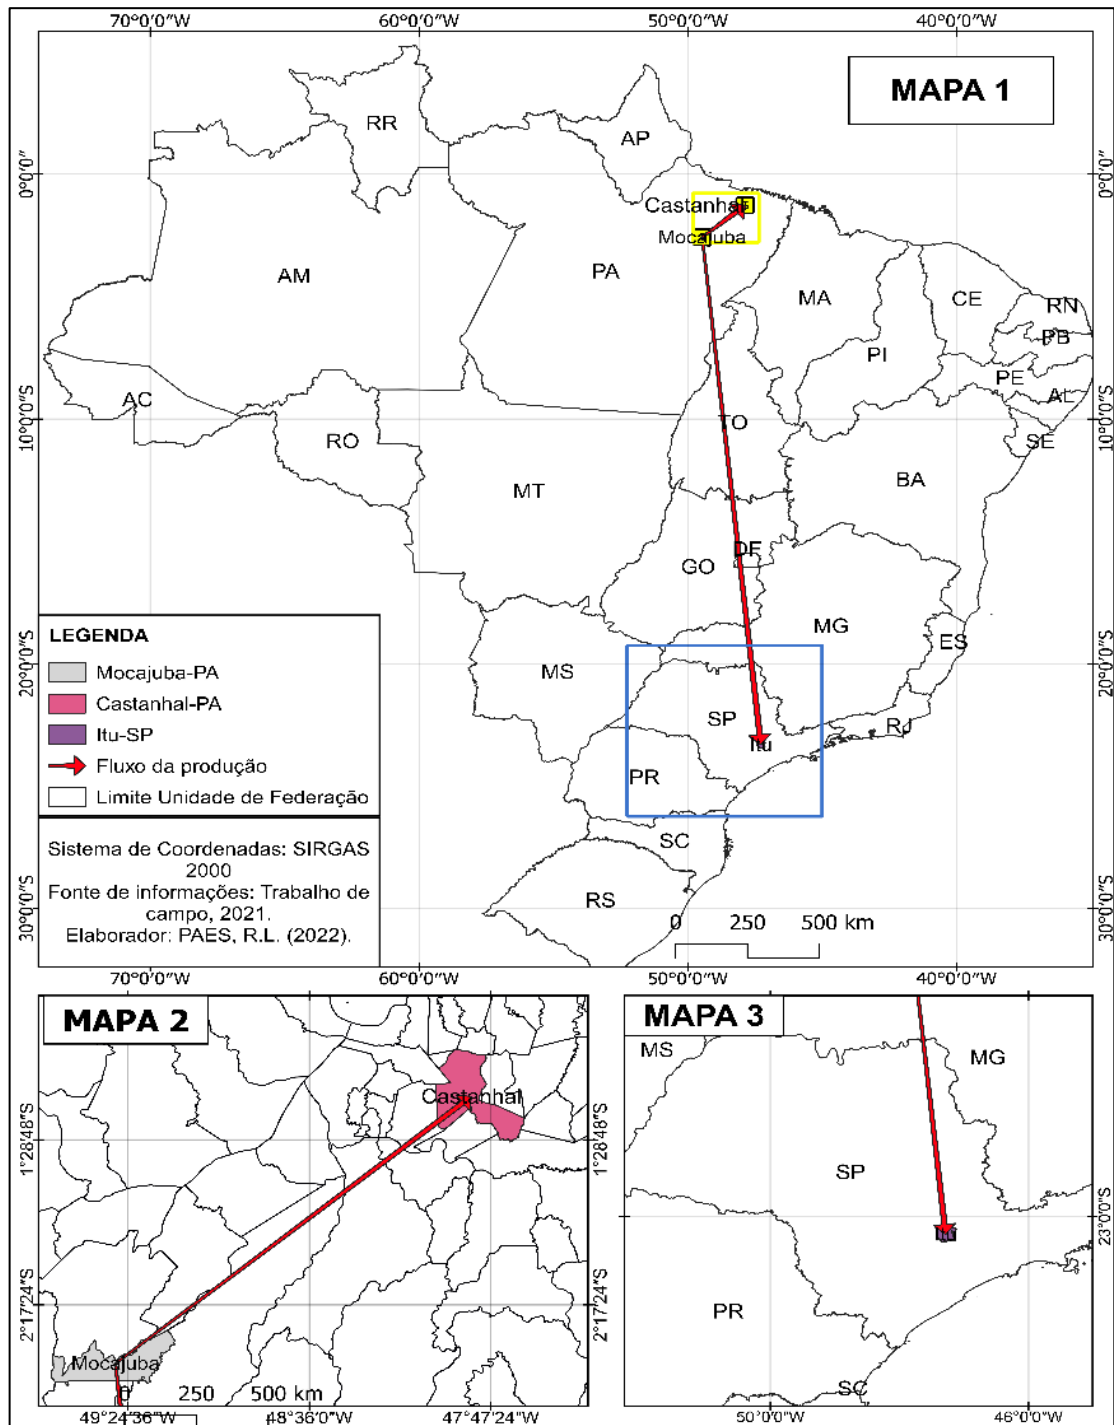 70°0'0"W 60°0'0"W 50°0'0"W 40°0'0"W
MAPA 1
RR
AP
0°0'0" 0°0'0"
Castanhal
Mocajuba
AM
PA
MA
CE
RN
PB
PI
PE
AL
AC
TO
10°0'0"S 10°0'0"S
RO
SE
MT
BA
DF
GO
MG
ES
LEGENDA
Mocajuba-PA
Castanhal-PA
Itu-SP
Fluxo da produção
Limite Unidade de Federação
20°0'0"S
MS
SP
RJ
Itu
PR
SC
RS
30°0'0"S 30°0'0"S
0 250 500 km
Sistema de Coordenadas: SIRGAS
2000
Fonte de informações: Trabalho de
campo, 2021.
Elaborador: PAES, R.L. (2022).
70°0'0"W 60°0'0"W 50°0'0"W 40°0'0"W
MAPA 2
Castanhal
1°28'48"S 1°28'48"S
2°17'24"S 2°17'24"S
Mocajuba
0 250 500 km
49°24'36"W 48°36'0"W 47°47'24"W
MAPA 3
MS
MG
SP
23°0'0"S
PR
SC
50°0'0"W 46°0'0"W